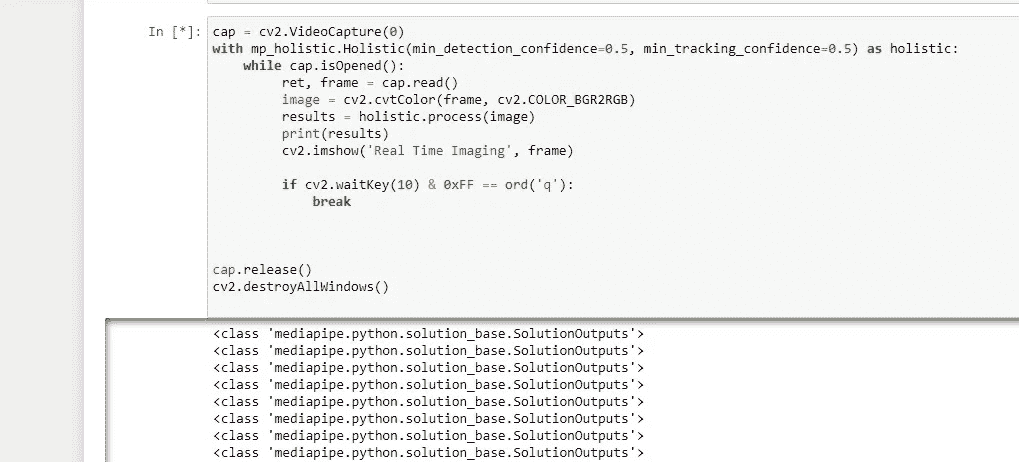 In [*]: cap = cv2.VideoCapture(0)
with mp_holistic.Holistic(min_detection_confidence=0.5, min_tracking_confidence=0.5) as holistic:
    while cap.isOpened():
        ret, frame = cap.read()
        image = cv2.cvtColor(frame, cv2.COLOR_BGR2RGB)
        results = holistic.process(image)
        print(results)
        cv2.imshow('Real Time Imaging', frame)
        if cv2.waitKey(10) & 0xFF == ord('q'):
            break
cap.release()
cv2.destroyAllWindows()
<class 'mediapipe.python.solution_base.SolutionOutputs'>
<class 'mediapipe.python.solution_base.SolutionOutputs'>
<class 'mediapipe.python.solution_base.SolutionOutputs'>
<class 'mediapipe.python.solution_base.SolutionOutputs'>
<class 'mediapipe.python.solution_base.SolutionOutputs'>
<class 'mediapipe.python.solution_base.SolutionOutputs'>
<class 'mediapipe.python.solution_base.SolutionOutputs'>
<class 'mediapipe.python.solution_base.SolutionOutputs'>